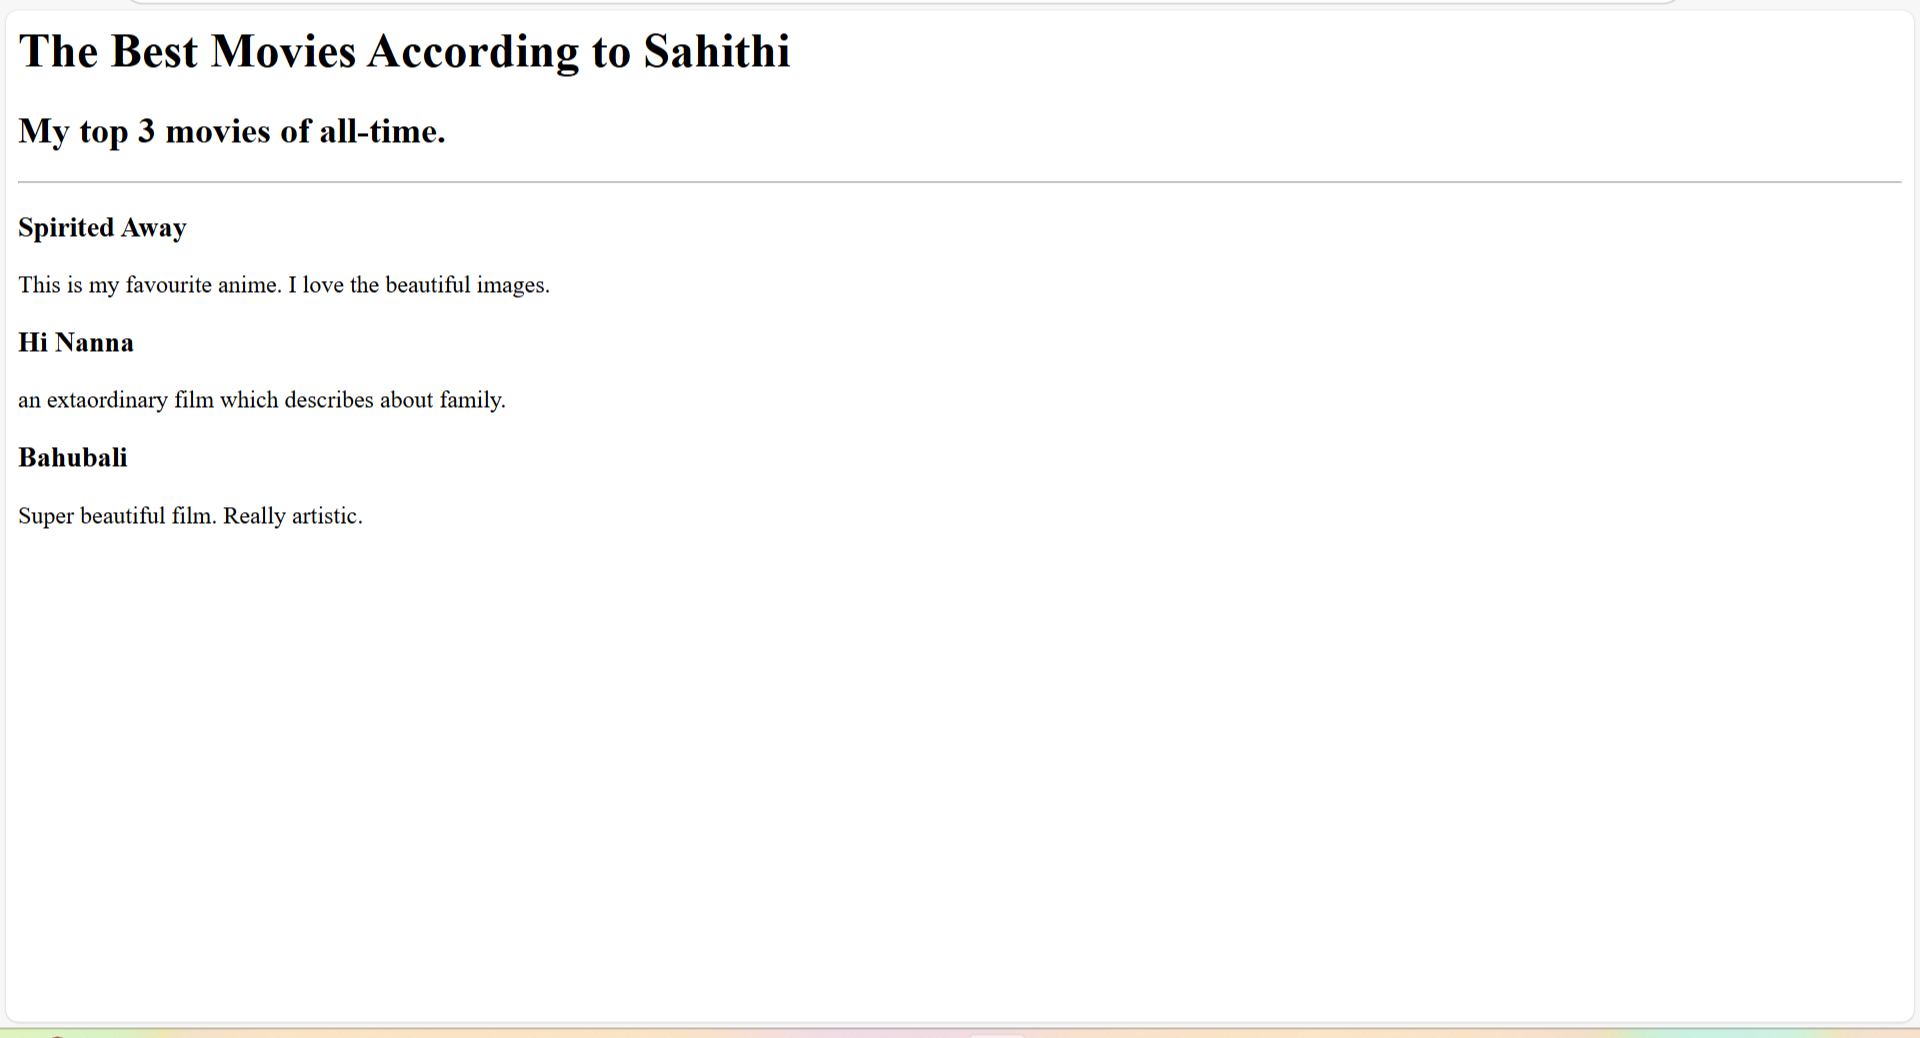 The Best Movies According to Sahithi
My top 3 movies of all-time.
Spirited Away
This is my favourite anime. I love the beautiful images.
Hi Nanna
an extaordinary film which describes about family.
Bahubali
Super beautiful film. Really artistic.